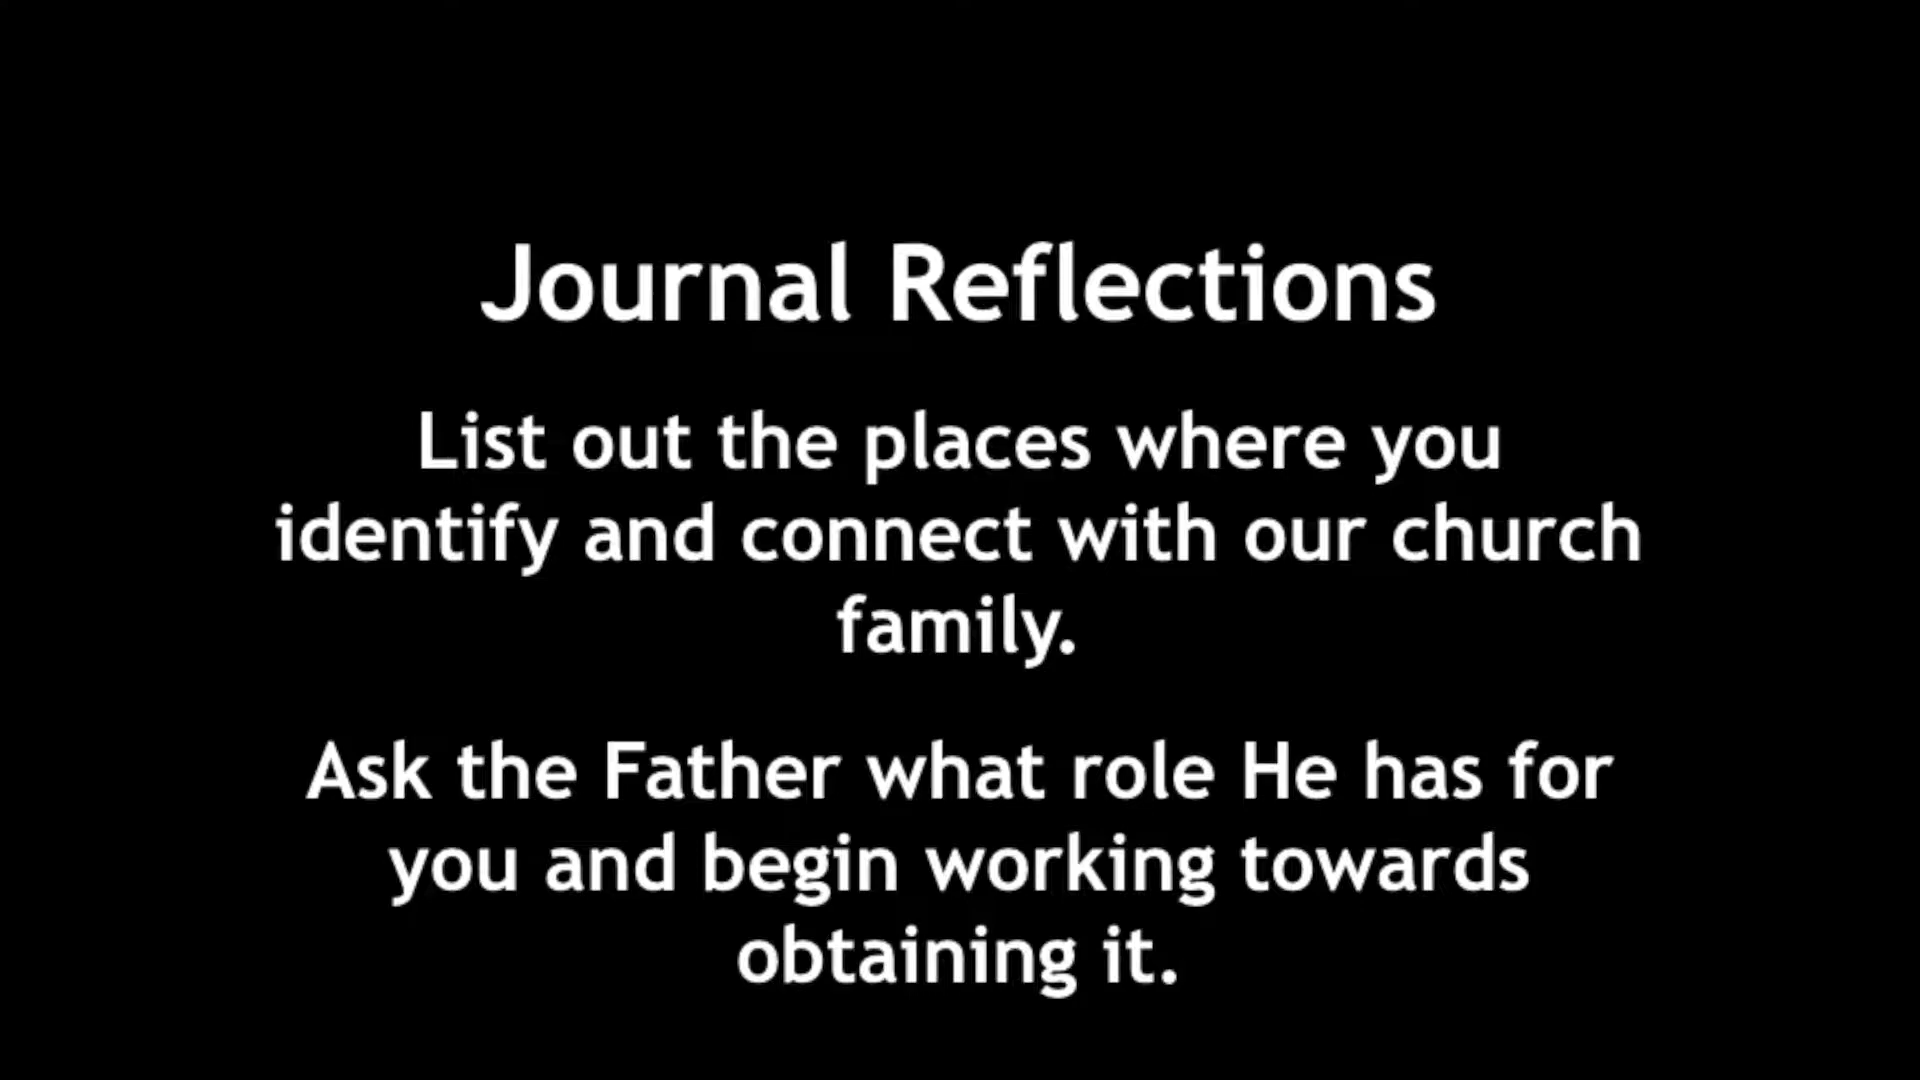 Journal Reflections
List out the places where you
identify and connect with our church
family.
Ask the Father what role He has for
you and begin working towards
obtaining it.